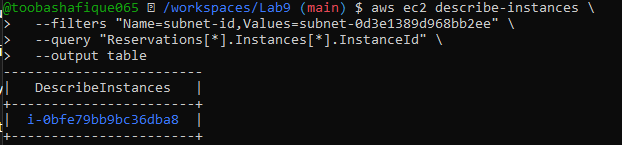 @toobashafique065 /workspaces/Lab9 (main) $ aws ec2 describe-instances \
>   --filters "Name=subnet-id,Values=subnet-0d3e1389d968bb2ee" \
>   --query "Reservations[*].Instances[*].InstanceId" \
>   --output table
-------------------------
|   DescribeInstances   |
+-----------------------+
|  i-0bfe79bb9bc36dba8  |
+-----------------------+